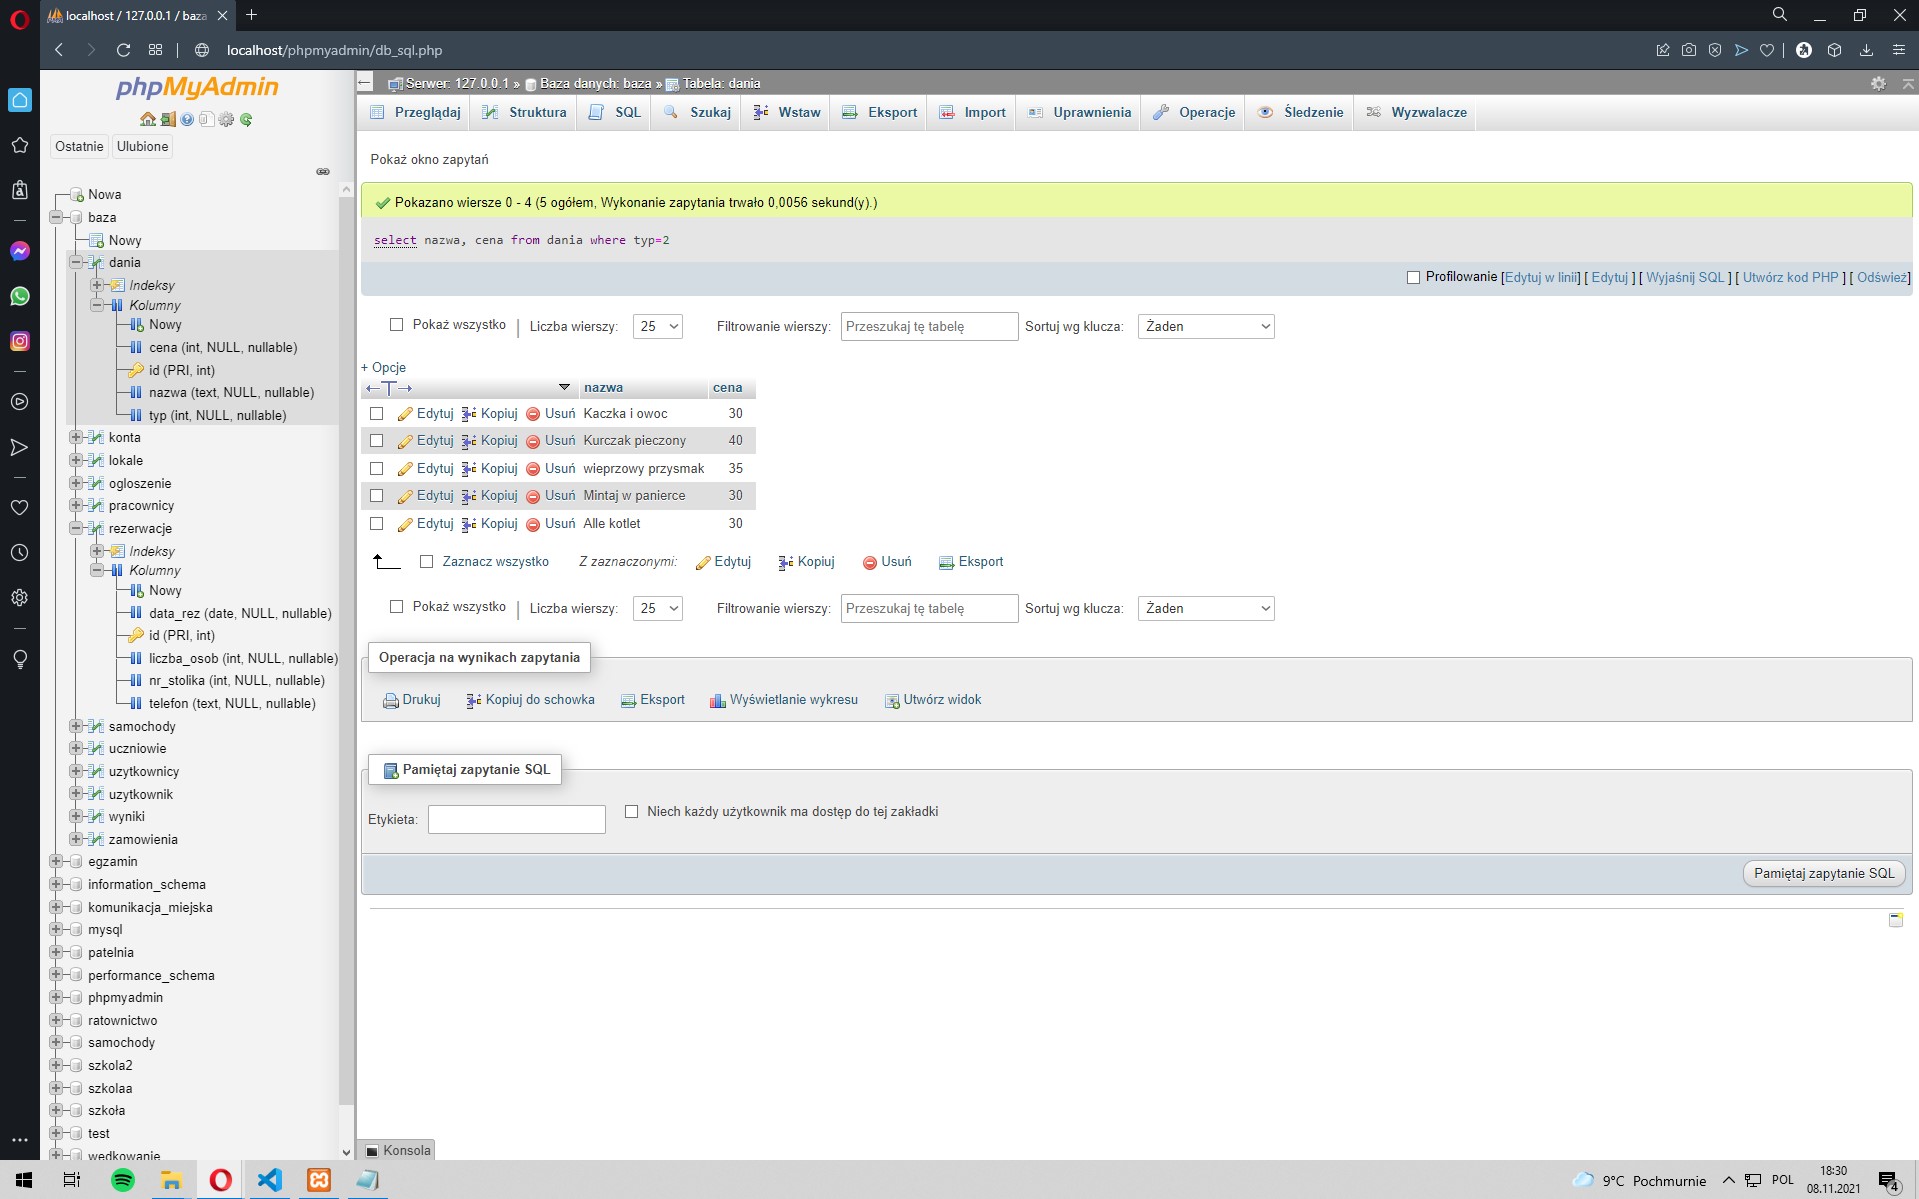 localhost / 127.0.0.1 / baza
localhost/phpmyadmin/db_sql.php
phpMyAdmin
Ostatnie
Ulubione
Nowa
baza
Nowy
dania
Indeksy
Kolumny
Nowy
cena (int, NULL, nullable)
id (PRI, int)
nazwa (text, NULL, nullable)
typ (int, NULL, nullable)
konta
lokale
ogloszenie
pracownicy
rezerwacje
Indeksy
Kolumny
Nowy
data_rez (date, NULL, nullable)
id (PRI, int)
liczba_osob (int, NULL, nullable)
nr_stolika (int, NULL, nullable)
telefon (text, NULL, nullable)
samochody
uczniowie
uzytkownicy
uzytkownik
wyniki
zamowienia
egzamin
information_schema
komunikacja_miejska
mysql
patelnia
performance_schema
phpmyadmin
ratownictwo
samochody
szkola2
szkolaa
szkoła
test
wedkowanie
Serwer: 127.0.0.1 » Baza danych: baza » Tabela: dania
Przeglądaj Struktura SQL Szukaj Wstaw Eksport Import Uprawnienia Operacje Śledzenie Wyzwalacze
Pokaż okno zapytań
Pokazano wiersze 0 - 4 (5 ogółem, Wykonanie zapytania trwało 0,0056 sekund(y).)
select nazwa, cena from dania where typ=2
Profilowanie [Edytuj w linii] [ Edytuj ] [ Wyjaśnij SQL ] [ Utwórz kod PHP ] [ Odśwież]
Pokaż wszystko | Liczba wierszy: 25 Filtrowanie wierszy: Przeszukaj tę tabelę Sortuj wg klucza: Żaden
+ Opcje
←T→ nazwa cena
Edytuj Kopiuj Usuń Kaczka i owoc 30
Edytuj Kopiuj Usuń Kurczak pieczony 40
Edytuj Kopiuj Usuń wieprzowy przysmak 35
Edytuj Kopiuj Usuń Mintaj w panierce 30
Edytuj Kopiuj Usuń Alle kotlet 30
Zaznacz wszystko Z zaznaczonymi: Edytuj Kopiuj Usuń Eksport
Pokaż wszystko | Liczba wierszy: 25 Filtrowanie wierszy: Przeszukaj tę tabelę Sortuj wg klucza: Żaden
Operacja na wynikach zapytania
Drukuj Kopiuj do schowka Eksport Wyświetlanie wykresu Utwórz widok
Pamiętaj zapytanie SQL
Etykieta: Niech każdy użytkownik ma dostęp do tej zakładki
Pamiętaj zapytanie SQL
Konsola
9°C Pochmurnie POL 18:30
08.11.2021
4